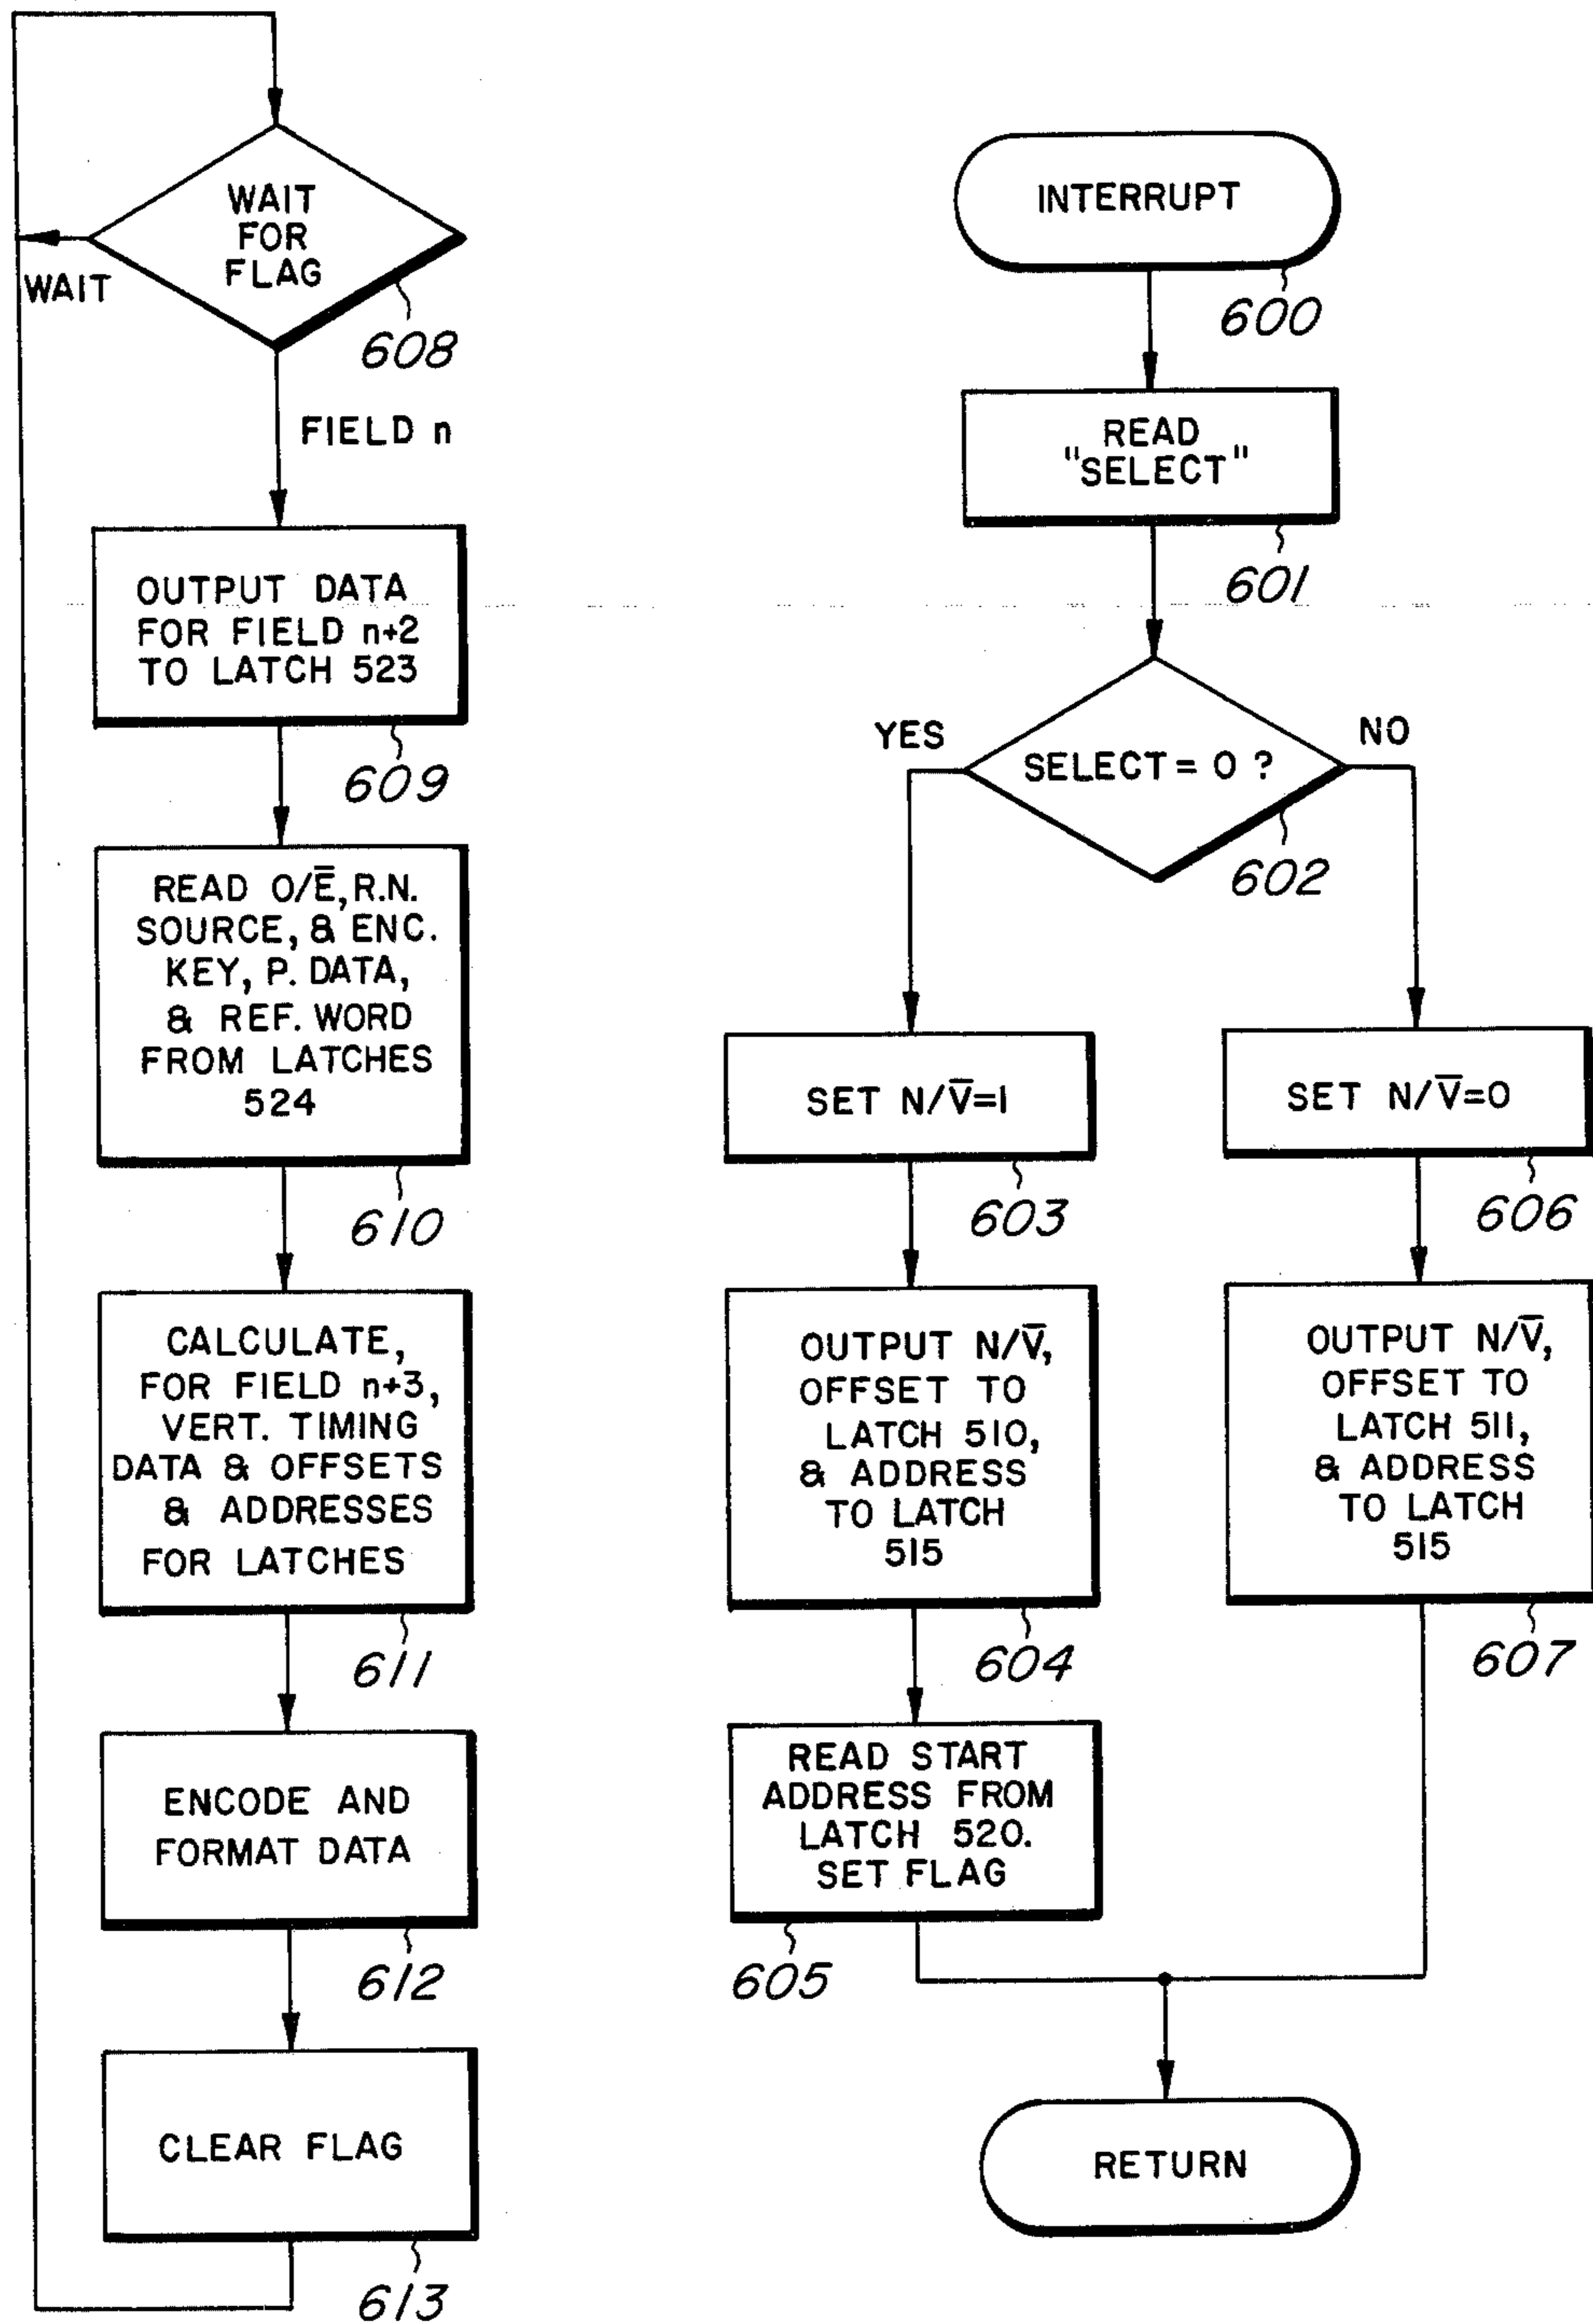 WAIT
FOR
FLAG
WAIT
608
FIELD n
OUTPUT DATA
FOR FIELD n+2
TO LATCH 523
609
READ O/E̅, R.N.
SOURCE, & ENC.
KEY, P. DATA,
& REF. WORD
FROM LATCHES
524
610
CALCULATE,
FOR FIELD n+3,
VERT. TIMING
DATA & OFFSETS
& ADDRESSES
FOR LATCHES
611
ENCODE AND
FORMAT DATA
612
CLEAR FLAG
613
INTERRUPT
600
READ
"SELECT"
601
SELECT = 0 ?
YES
NO
602
SET N/V̅=1
603
OUTPUT N/V̅,
OFFSET TO
LATCH 510,
& ADDRESS
TO LATCH
515
604
READ START
ADDRESS FROM
LATCH 520.
SET FLAG
605
SET N/V̅=0
606
OUTPUT N/V̅,
OFFSET TO
LATCH 511,
& ADDRESS
TO LATCH
515
607
RETURN